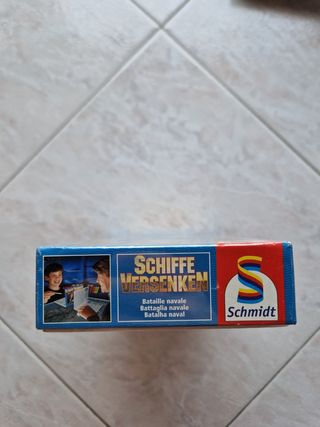 SCHIFFE
VERSENKEN
Bataille navale
Battaglia navale
Batalha naval
Schmidt